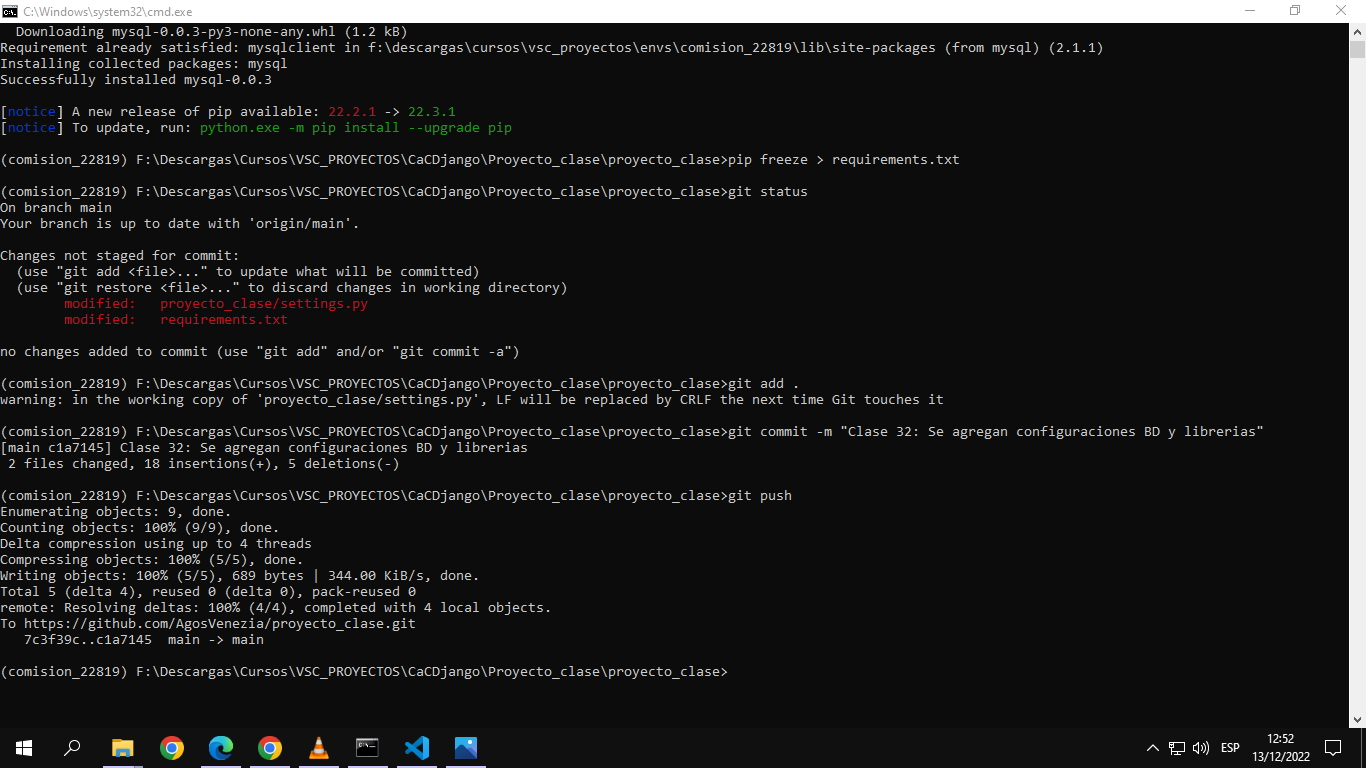 C:\Windows\system32\cmd.exe
Downloading mysql-0.0.3-py3-none-any.whl (1.2 kB)
Requirement already satisfied: mysqlclient in f:\descargas\cursos\vsc_proyectos\envs\comision_22819\lib\site-packages (from mysql) (2.1.1)
Installing collected packages: mysql
Successfully installed mysql-0.0.3
[notice] A new release of pip available: 22.2.1 -> 22.3.1
[notice] To update, run: python.exe -m pip install --upgrade pip
(comision_22819) F:\Descargas\Cursos\VSC_PROYECTOS\CaCDjango\Proyecto_clase\proyecto_clase>pip freeze > requirements.txt
(comision_22819) F:\Descargas\Cursos\VSC_PROYECTOS\CaCDjango\Proyecto_clase\proyecto_clase>git status
On branch main
Your branch is up to date with 'origin/main'.
Changes not staged for commit:
(use "git add <file>..." to update what will be committed)
(use "git restore <file>..." to discard changes in working directory)
modified:   proyecto_clase/settings.py
modified:   requirements.txt
no changes added to commit (use "git add" and/or "git commit -a")
(comision_22819) F:\Descargas\Cursos\VSC_PROYECTOS\CaCDjango\Proyecto_clase\proyecto_clase>git add .
warning: in the working copy of 'proyecto_clase/settings.py', LF will be replaced by CRLF the next time Git touches it
(comision_22819) F:\Descargas\Cursos\VSC_PROYECTOS\CaCDjango\Proyecto_clase\proyecto_clase>git commit -m "Clase 32: Se agregan configuraciones BD y librerias"
[main c1a7145] Clase 32: Se agregan configuraciones BD y librerias
2 files changed, 18 insertions(+), 5 deletions(-)
(comision_22819) F:\Descargas\Cursos\VSC_PROYECTOS\CaCDjango\Proyecto_clase\proyecto_clase>git push
Enumerating objects: 9, done.
Counting objects: 100% (9/9), done.
Delta compression using up to 4 threads
Compressing objects: 100% (5/5), done.
Writing objects: 100% (5/5), 689 bytes | 344.00 KiB/s, done.
Total 5 (delta 4), reused 0 (delta 0), pack-reused 0
remote: Resolving deltas: 100% (4/4), completed with 4 local objects.
To https://github.com/AgosVenezia/proyecto_clase.git
7c3f39c..c1a7145  main -> main
(comision_22819) F:\Descargas\Cursos\VSC_PROYECTOS\CaCDjango\Proyecto_clase\proyecto_clase>
ESP
12:52
13/12/2022